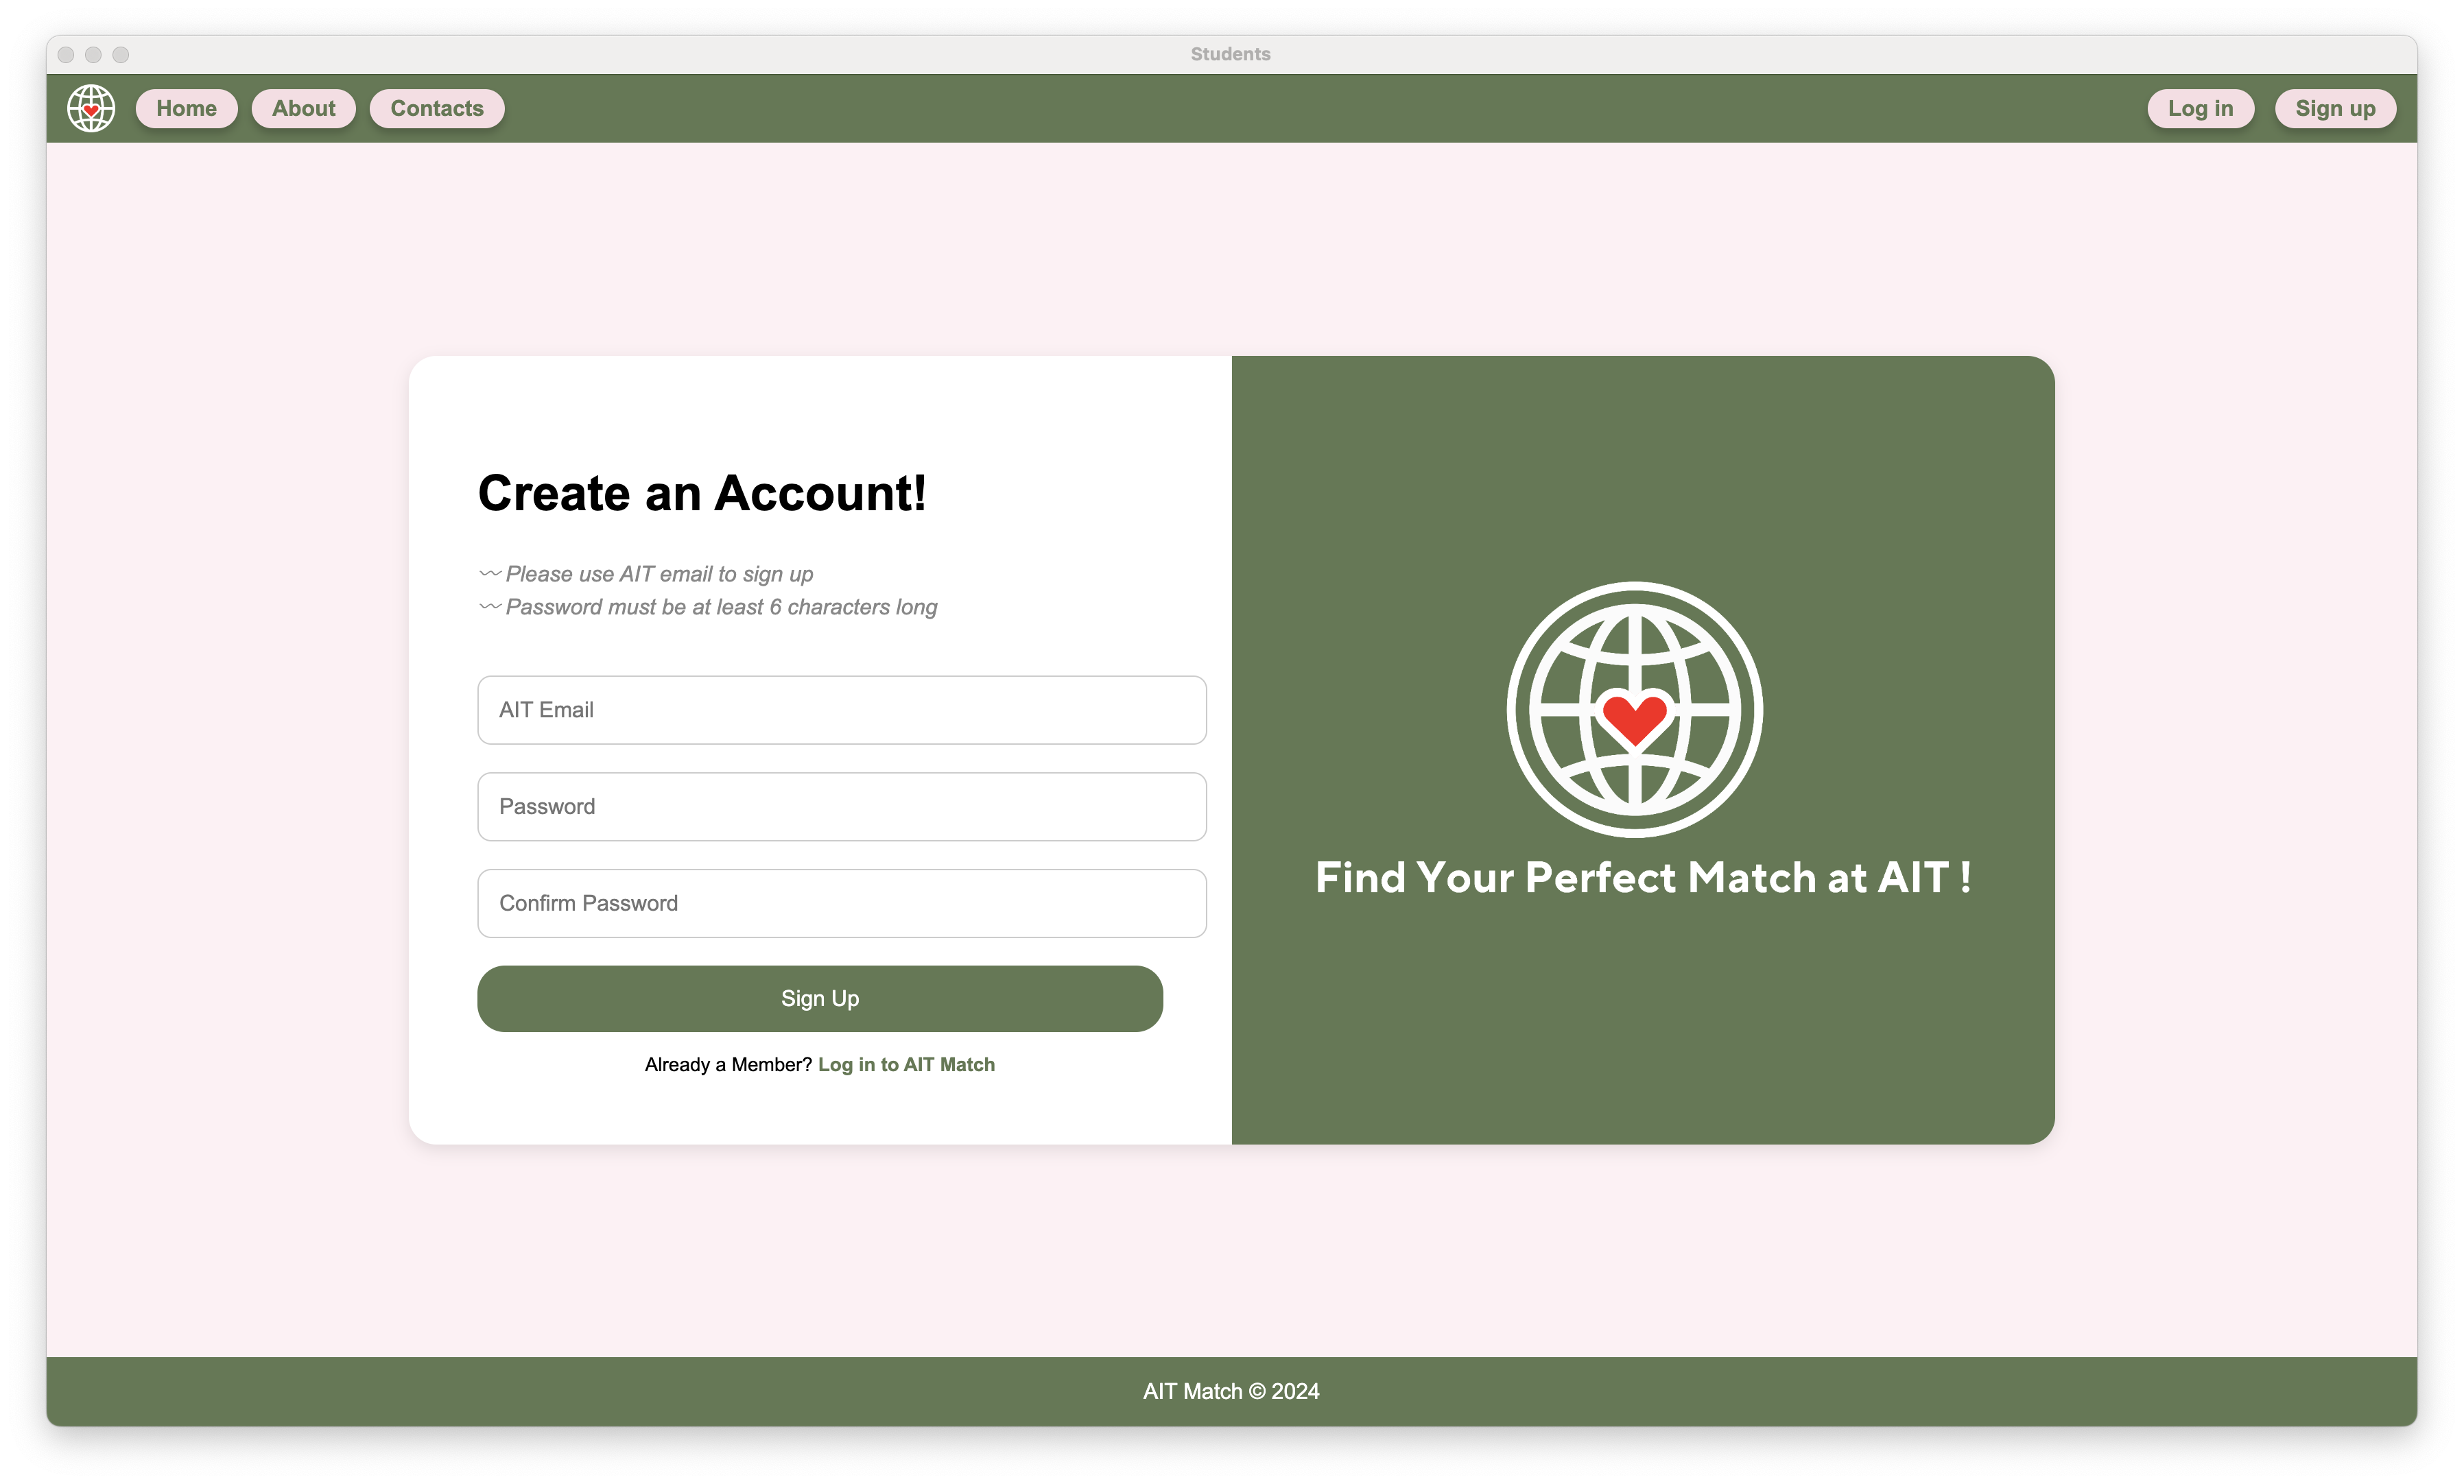 Students
Home About Contacts Log in Sign up
Create an Account!
〰 Please use AIT email to sign up
〰 Password must be at least 6 characters long
AIT Email
Password
Confirm Password
Sign Up
Already a Member? Log in to AIT Match
Find Your Perfect Match at AIT !
AIT Match © 2024